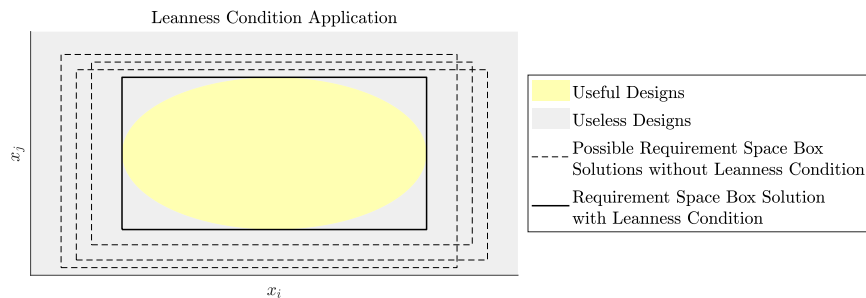 Leanness Condition Application
x_j
x_i
Useful Designs
Useless Designs
Possible Requirement Space Box
Solutions without Leanness Condition
Requirement Space Box Solution
with Leanness Condition